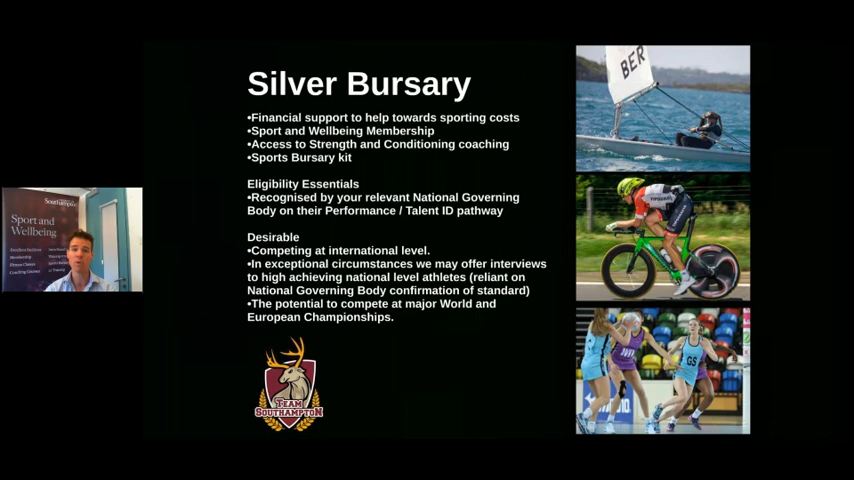 Southampton
Sport and
Wellbeing
Membership
Fitness Classes
Silver Bursary
•Financial support to help towards sporting costs
•Sport and Wellbeing Membership
•Access to Strength and Conditioning coaching
•Sports Bursary kit
Eligibility Essentials
•Recognised by your relevant National Governing
Body on their Performance / Talent ID pathway
Desirable
•Competing at international level.
•In exceptional circumstances we may offer interviews
to high achieving national level athletes (reliant on
National Governing Body confirmation of standard)
•The potential to compete at major World and
European Championships.
TEAM
SOUTHAMPTON
BER
GS